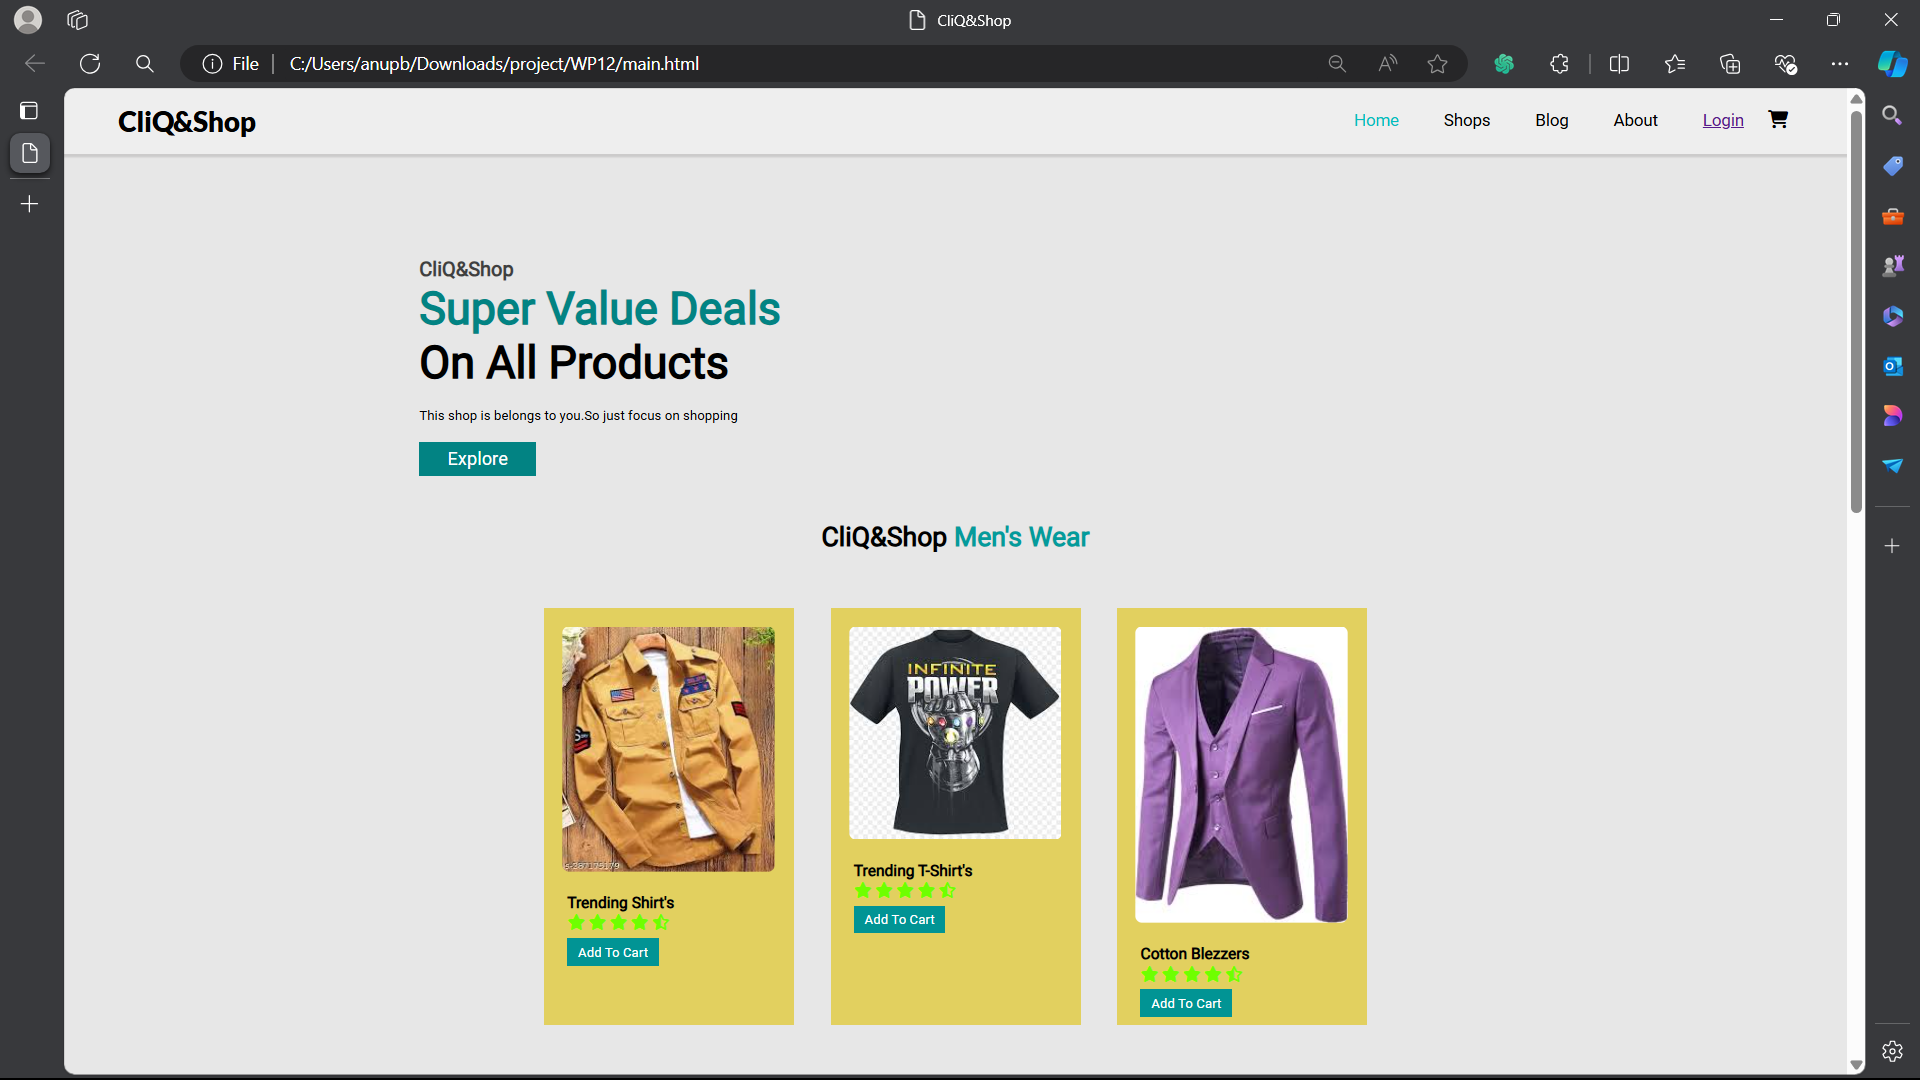 CliQ&Shop
File
C:/Users/anupb/Downloads/project/WP12/main.html
CliQ&Shop
Home
Shops
Blog
About
Login
CliQ&Shop
Super Value Deals
On All Products
This shop is belongs to you.So just focus on shopping
Explore
CliQ&Shop Men's Wear
INFINITE
POWER
s-387175179
Trending Shirt's
Add To Cart
Trending T-Shirt's
Add To Cart
Cotton Blezzers
Add To Cart